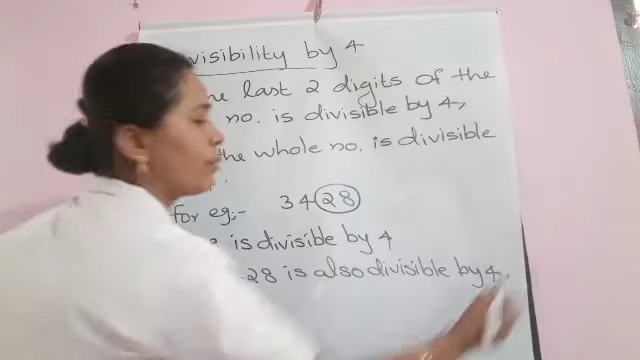 visibility by 4
he last 2 digits of the
no. is divisible by 4,
the whole no. is divisible
for eg:- 3428
is divisible by 4
28 is also divisible by 4.